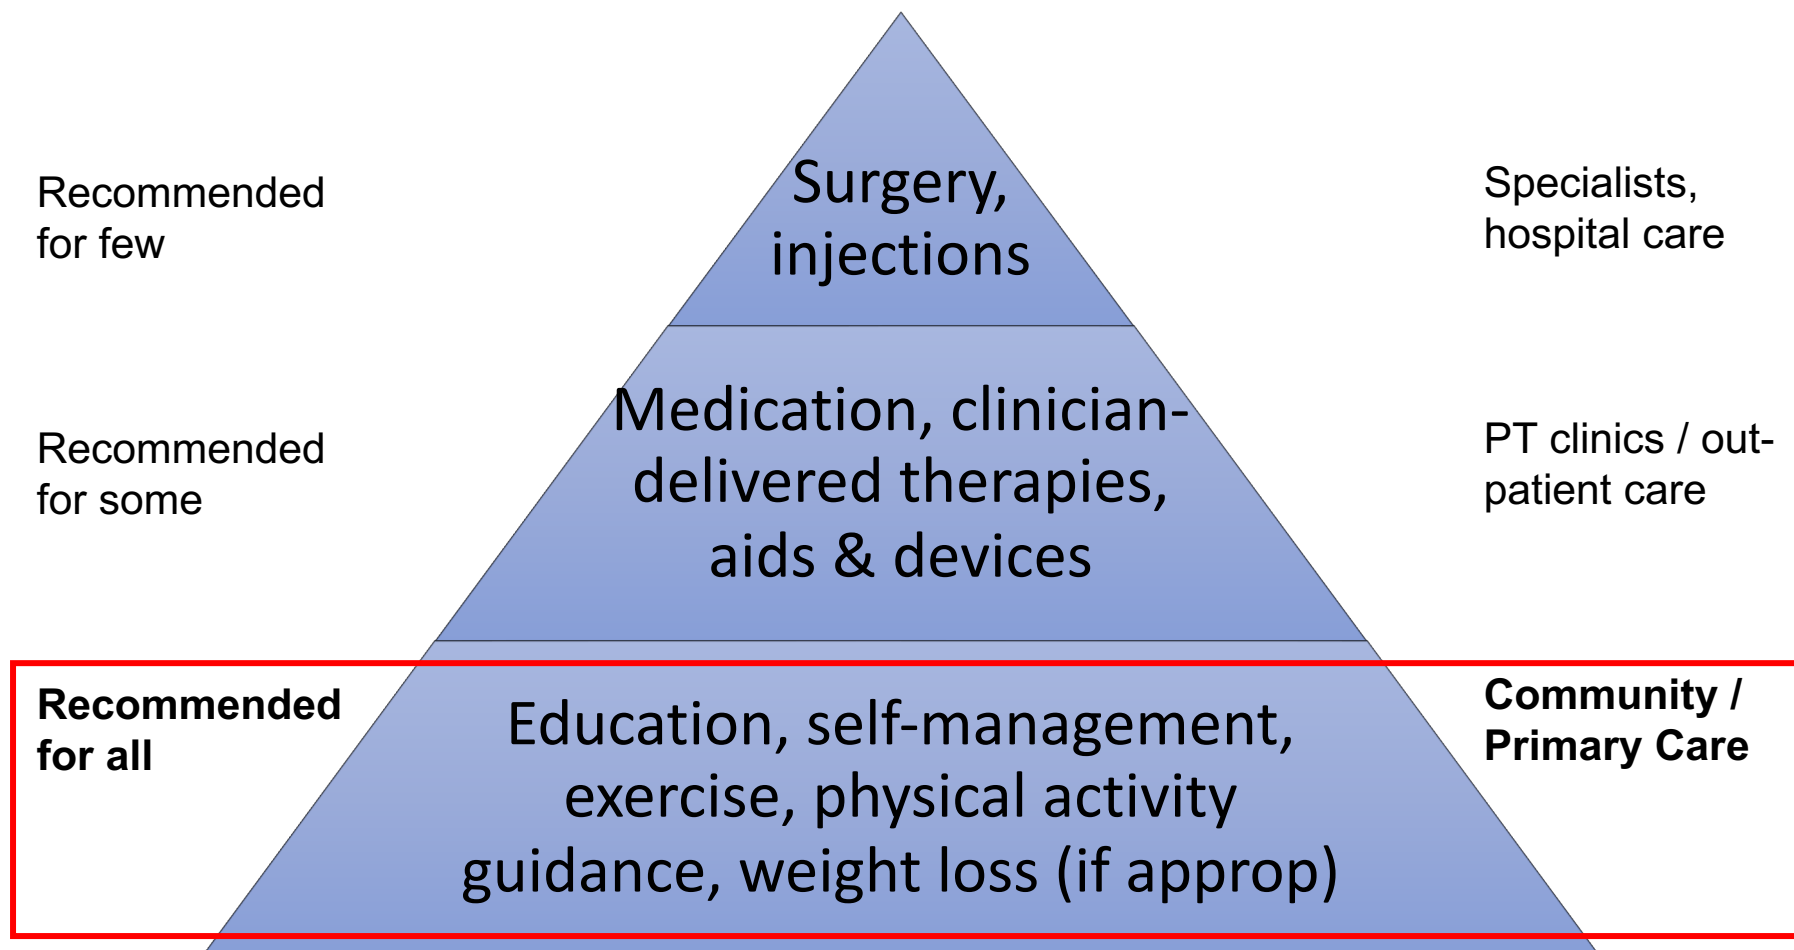 Recommended
for few
Surgery,
injections
Specialists,
hospital care
Recommended
for some
Medication, clinician-
delivered therapies,
aids & devices
PT clinics / out-
patient care
Recommended
for all
Education, self-management,
exercise, physical activity
guidance, weight loss (if approp)
Community /
Primary Care